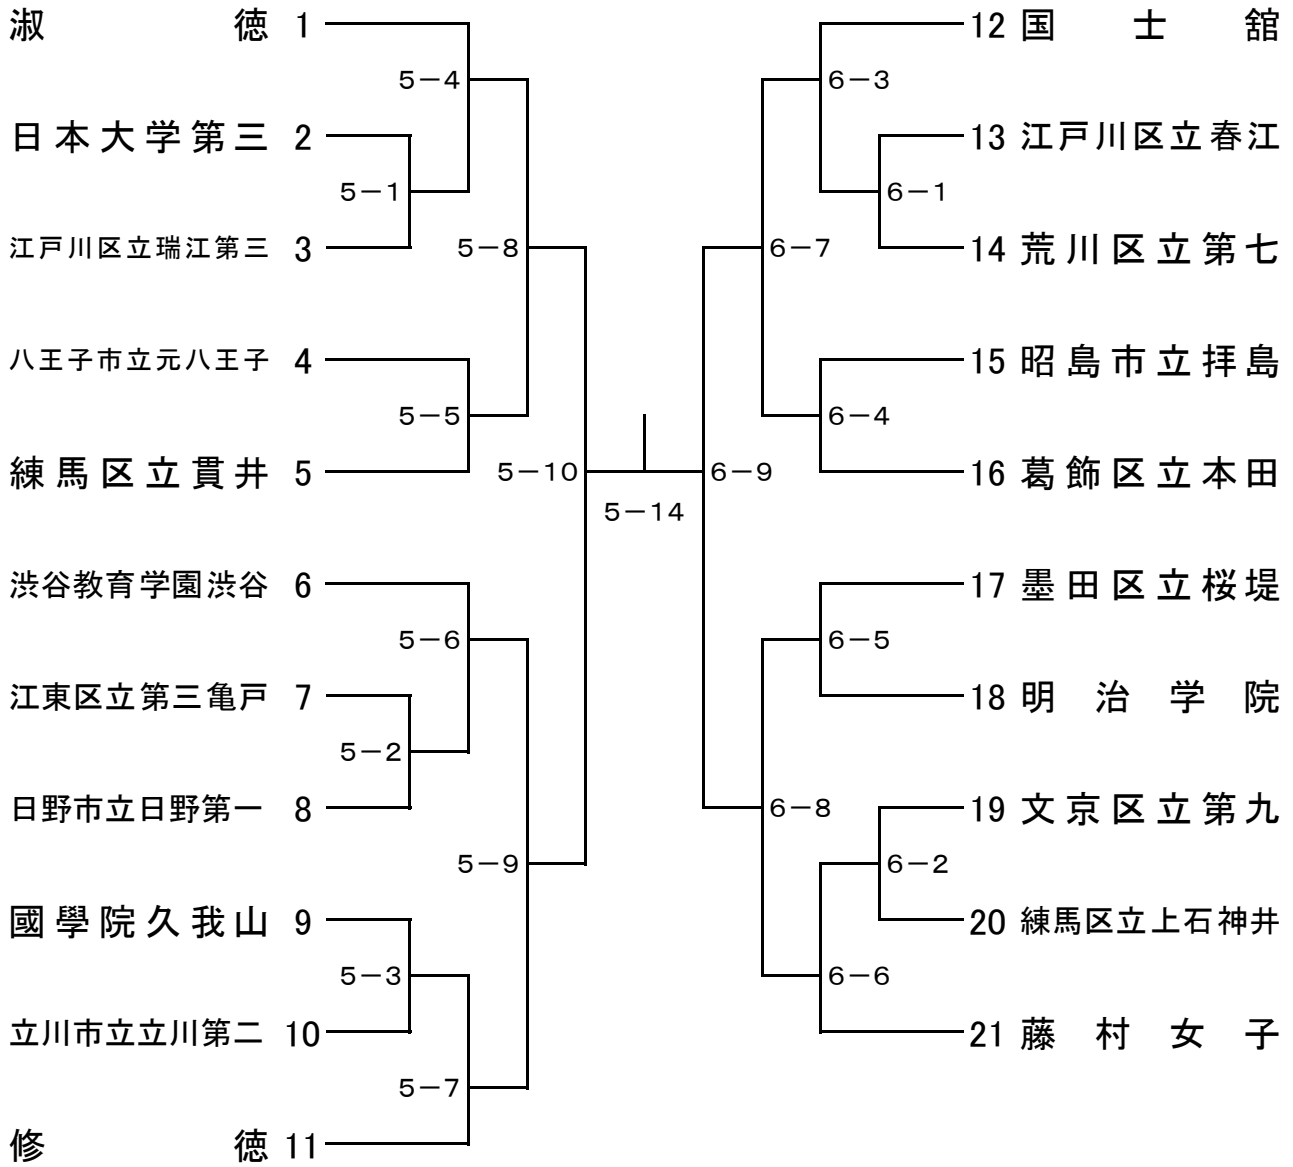 淑徳 1
5－4
日本大学第三 2
5－1
江戸川区立瑞江第三 3
5－8
八王子市立元八王子 4
5－5
練馬区立貫井 5
5－10
渋谷教育学園渋谷 6
5－6
江東区立第三亀戸 7
5－2
日野市立日野第一 8
5－9
國學院久我山 9
5－3
立川市立立川第二 10
5－7
修徳 11
5－14
12 国士舘
6－3
13 江戸川区立春江
6－1
14 荒川区立第七
6－7
15 昭島市立拝島
6－4
16 葛飾区立本田
6－9
17 墨田区立桜堤
6－5
18 明治学院
6－8
19 文京区立第九
6－2
20 練馬区立上石神井
6－6
21 藤村女子